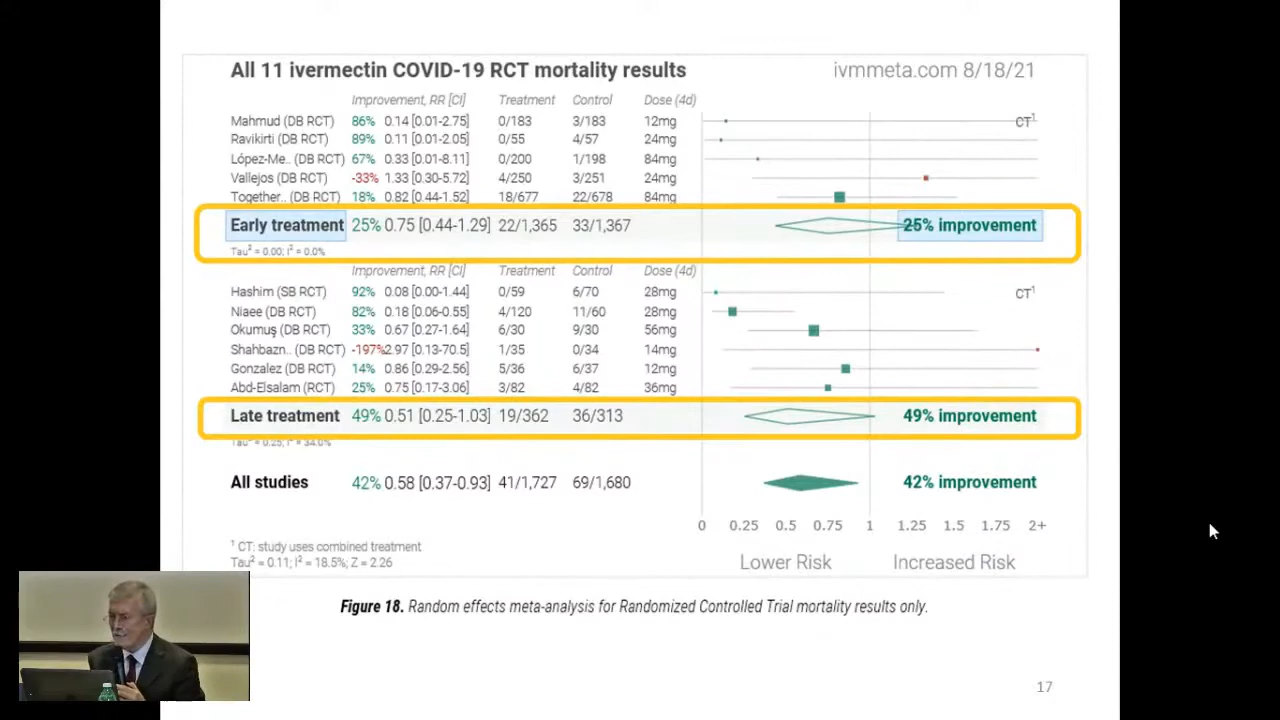 All 11 ivermectin COVID-19 RCT mortality results ivmmeta.com 8/18/21
Improvement, RR [CI] Treatment Control Dose (4d)
Mahmud (DB RCT) 86% 0.14 [0.01-2.75] 0/183 3/183 12mg CT1
Ravikirti (DB RCT) 89% 0.11 [0.01-2.05] 0/55 4/57 24mg
López-Me.. (DB RCT) 67% 0.33 [0.01-8.11] 0/200 1/198 84mg
Vallejos (DB RCT) -33% 1.33 [0.30-5.72] 4/250 3/251 24mg
Together.. (DB RCT) 18% 0.82 [0.44-1.52] 18/677 22/678 84mg
Early treatment 25% 0.75 [0.44-1.29] 22/1,365 33/1,367 25% improvement
Tau2 = 0.00; I2 = 0.0%
Improvement, RR [CI] Treatment Control Dose (4d)
Hashim (SB RCT) 92% 0.08 [0.00-1.44] 0/59 6/70 28mg CT1
Niaee (DB RCT) 82% 0.18 [0.06-0.55] 4/120 11/60 28mg
Okumuş (DB RCT) 33% 0.67 [0.27-1.64] 6/30 9/30 56mg
Shahbazn.. (DB RCT) -197% 2.97 [0.13-70.5] 1/35 0/34 14mg
Gonzalez (DB RCT) 14% 0.86 [0.29-2.56] 5/36 6/37 12mg
Abd-Elsalam (RCT) 25% 0.75 [0.17-3.06] 3/82 4/82 36mg
Late treatment 49% 0.51 [0.25-1.03] 19/362 36/313 49% improvement
Tau2 = 0.25; I2 = 34.0%
All studies 42% 0.58 [0.37-0.93] 41/1,727 69/1,680 42% improvement
0 0.25 0.5 0.75 1 1.25 1.5 1.75 2+
1 CT: study uses combined treatment
Tau2 = 0.11; I2 = 18.5%; Z = 2.26
Lower Risk Increased Risk
Figure 18. Random effects meta-analysis for Randomized Controlled Trial mortality results only.
17